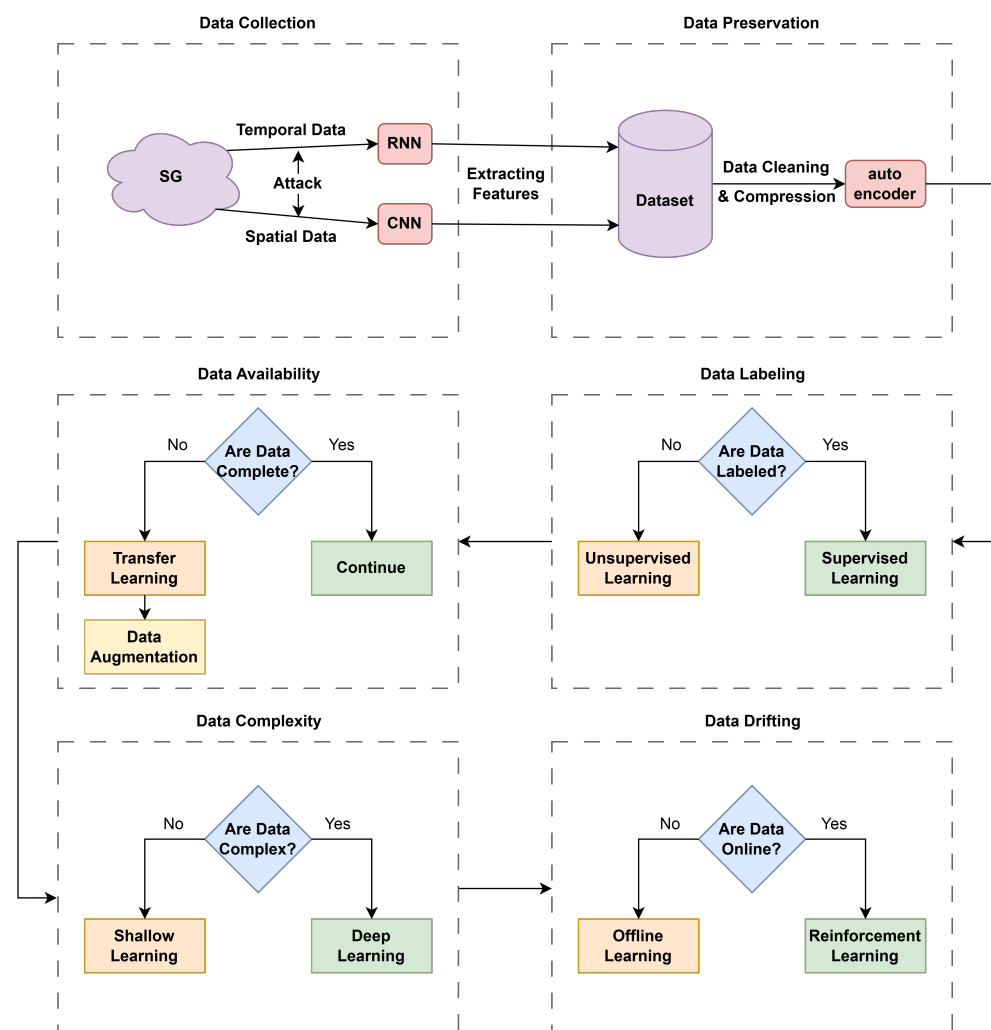 Data Collection
Data Preservation
Temporal Data
RNN
SG
Attack
Extracting
Features
CNN
Spatial Data
Dataset
Data Cleaning
& Compression
auto
encoder
Data Availability
Data Labeling
No
Yes
Are Data
Complete?
Transfer
Learning
Continue
Data
Augmentation
No
Yes
Are Data
Labeled?
Unsupervised
Learning
Supervised
Learning
Data Complexity
Data Drifting
No
Yes
Are Data
Complex?
Shallow
Learning
Deep
Learning
No
Yes
Are Data
Online?
Offline
Learning
Reinforcement
Learning